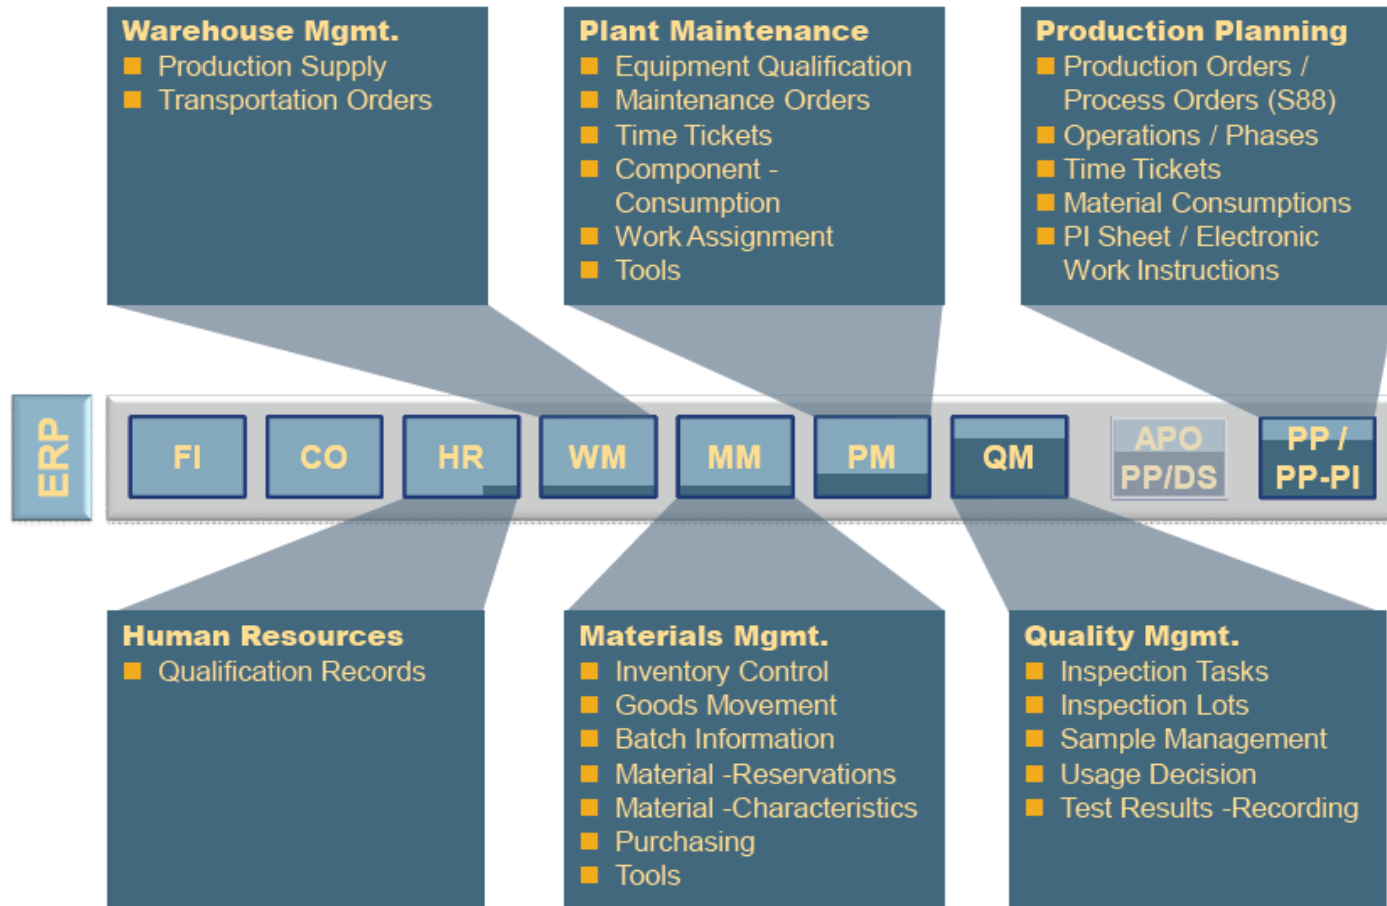 Warehouse Mgmt.
Production Supply
Transportation Orders
Plant Maintenance
Equipment Qualification
Maintenance Orders
Time Tickets
Component -
Consumption
Work Assignment
Tools
Production Planning
Production Orders /
Process Orders (S88)
Operations / Phases
Time Tickets
Material Consumptions
PI Sheet / Electronic
Work Instructions
ERP
FI
CO
HR
WM
MM
PM
QM
APO
PP/DS
PP /
PP-PI
Human Resources
Qualification Records
Materials Mgmt.
Inventory Control
Goods Movement
Batch Information
Material -Reservations
Material -Characteristics
Purchasing
Tools
Quality Mgmt.
Inspection Tasks
Inspection Lots
Sample Management
Usage Decision
Test Results -Recording